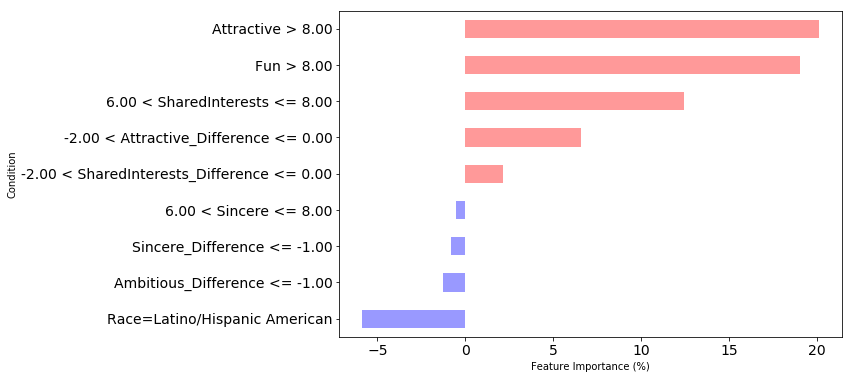 Attractive > 8.00
Fun > 8.00
6.00 < SharedInterests <= 8.00
-2.00 < Attractive_Difference <= 0.00
-2.00 < SharedInterests_Difference <= 0.00
6.00 < Sincere <= 8.00
Sincere_Difference <= -1.00
Ambitious_Difference <= -1.00
Race=Latino/Hispanic American
Condition
−5 0 5 10 15 20
Feature Importance (%)